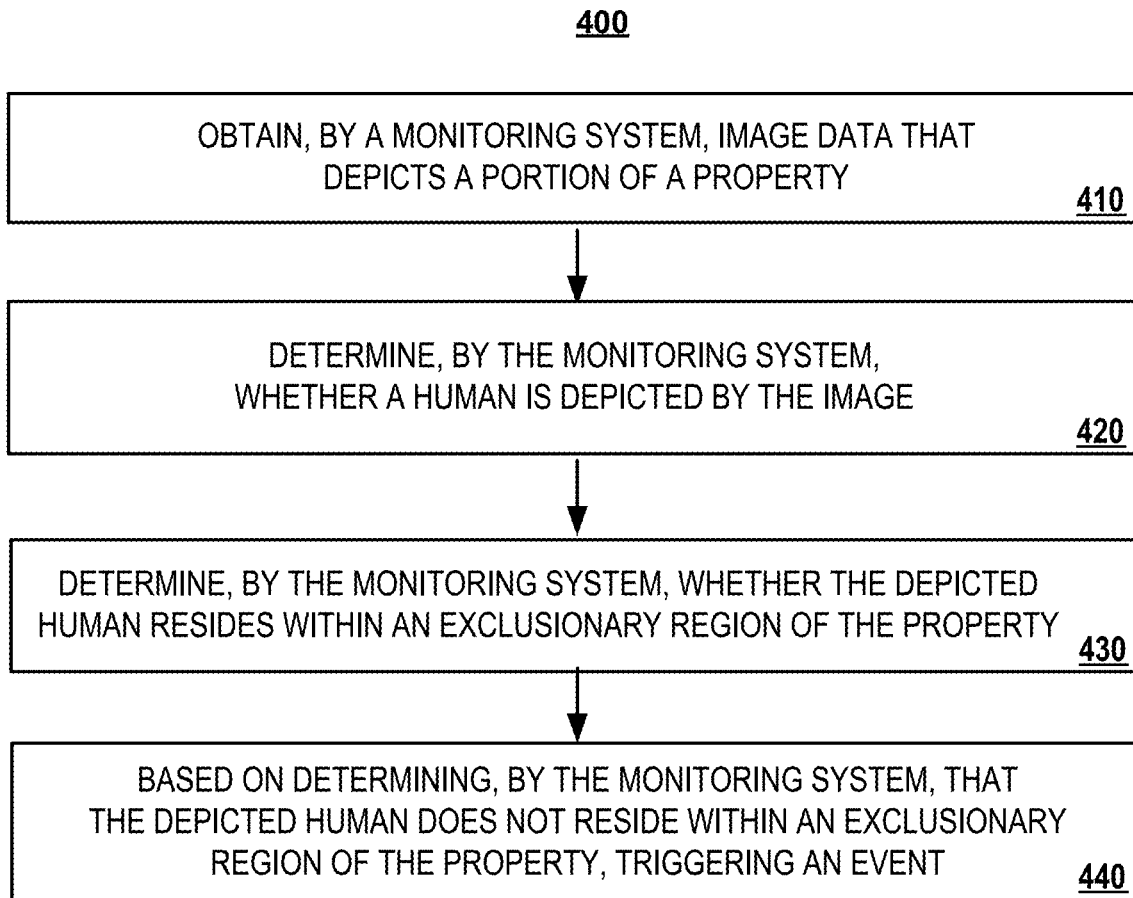 400
OBTAIN, BY A MONITORING SYSTEM, IMAGE DATA THAT
DEPICTS A PORTION OF A PROPERTY
410
DETERMINE, BY THE MONITORING SYSTEM,
WHETHER A HUMAN IS DEPICTED BY THE IMAGE
420
DETERMINE, BY THE MONITORING SYSTEM, WHETHER THE DEPICTED
HUMAN RESIDES WITHIN AN EXCLUSIONARY REGION OF THE PROPERTY
430
BASED ON DETERMINING, BY THE MONITORING SYSTEM, THAT
THE DEPICTED HUMAN DOES NOT RESIDE WITHIN AN EXCLUSIONARY
REGION OF THE PROPERTY, TRIGGERING AN EVENT
440